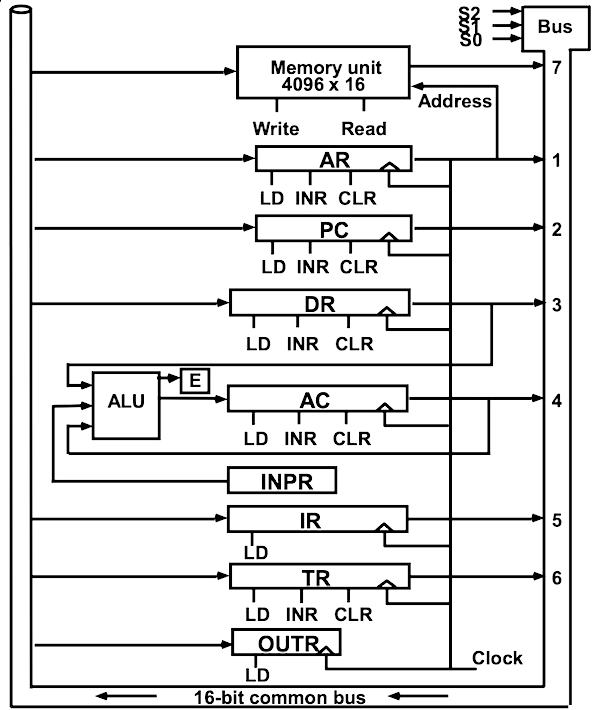 S2
S1
S0
Bus
Memory unit
4096 x 16
7
Address
Write Read
AR
1
LD INR CLR
PC
2
LD INR CLR
DR
3
LD INR CLR
E
ALU
AC
4
LD INR CLR
INPR
IR
5
LD
TR
6
LD INR CLR
OUTR
LD
Clock
16-bit common bus